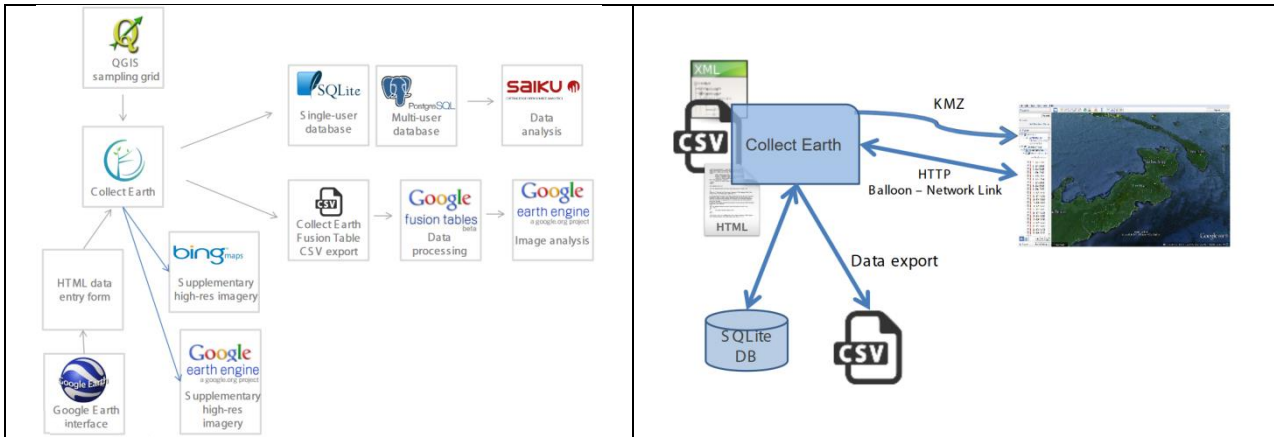 QGIS
sampling grid
SQLite
Single-user
database
PostgreSQL
Multi-user
database
saiku
Data
analysis
Collect Earth
CSV
Collect Earth
Fusion Table
CSV export
Google
fusion tables
beta
Data
processing
Google
earth engine
a google.org project
Image analysis
HTML data
entry form
bing maps
Supplementary
high-res imagery
Google Earth
Google Earth
interface
Google
earth engine
a google.org project
Supplementary
high-res
imagery
XML
CSV
HTML
Collect Earth
KMZ
HTTP
Balloon – Network Link
Data export
SQLite
DB
CSV